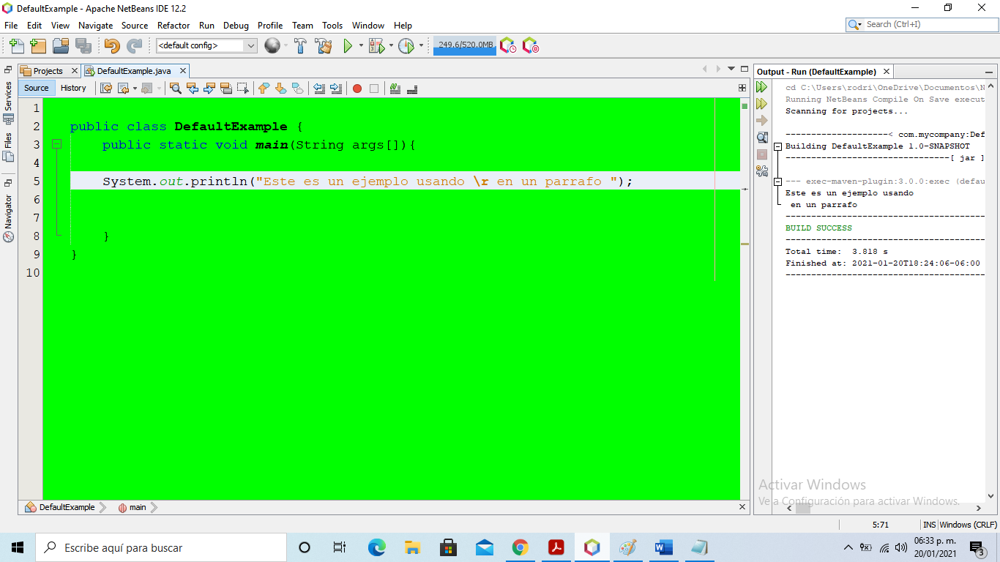 DefaultExample - Apache NetBeans IDE 12.2
File Edit View Navigate Source Refactor Run Debug Profile Team Tools Window Help
Search (Ctrl+I)
<default config>
249,6/520,0MB
Services
Files
Navigator
Projects
DefaultExample.java
Source History
1
2 public class DefaultExample {
3 public static void main(String args[]){
4
5 System.out.println("Este es un ejemplo usando \r en un parrafo ");
6
7
8 }
9 }
10
DefaultExample main
Output - Run (DefaultExample)
cd C:\Users\rodri\OneDrive\Documentos\N
Running NetBeans Compile On Save execut
Scanning for projects...
--------------------< com.mycompany:Def
Building DefaultExample 1.0-SNAPSHOT
--------------------------------[ jar ]
--- exec-maven-plugin:3.0.0:exec (defau
Este es un ejemplo usando
 en un parrafo
---------------------------------------
BUILD SUCCESS
---------------------------------------
Total time:  3.818 s
Finished at: 2021-01-20T18:24:06-06:00
---------------------------------------
Activar Windows
Ve a Configuración para activar Windows.
5:71 INS Windows (CRLF)
Escribe aquí para buscar
06:33 p. m.
20/01/2021
3